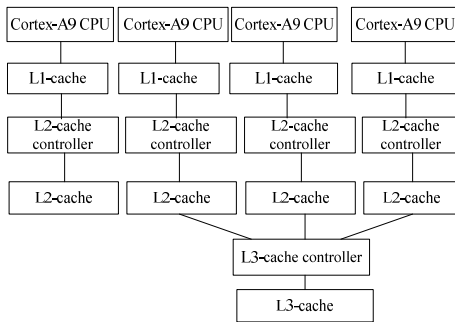 Cortex-A9 CPU Cortex-A9 CPU Cortex-A9 CPU Cortex-A9 CPU
L1-cache L1-cache L1-cache L1-cache
L2-cache L2-cache L2-cache L2-cache
controller controller controller controller
L2-cache L2-cache L2-cache L2-cache
L3-cache controller
L3-cache